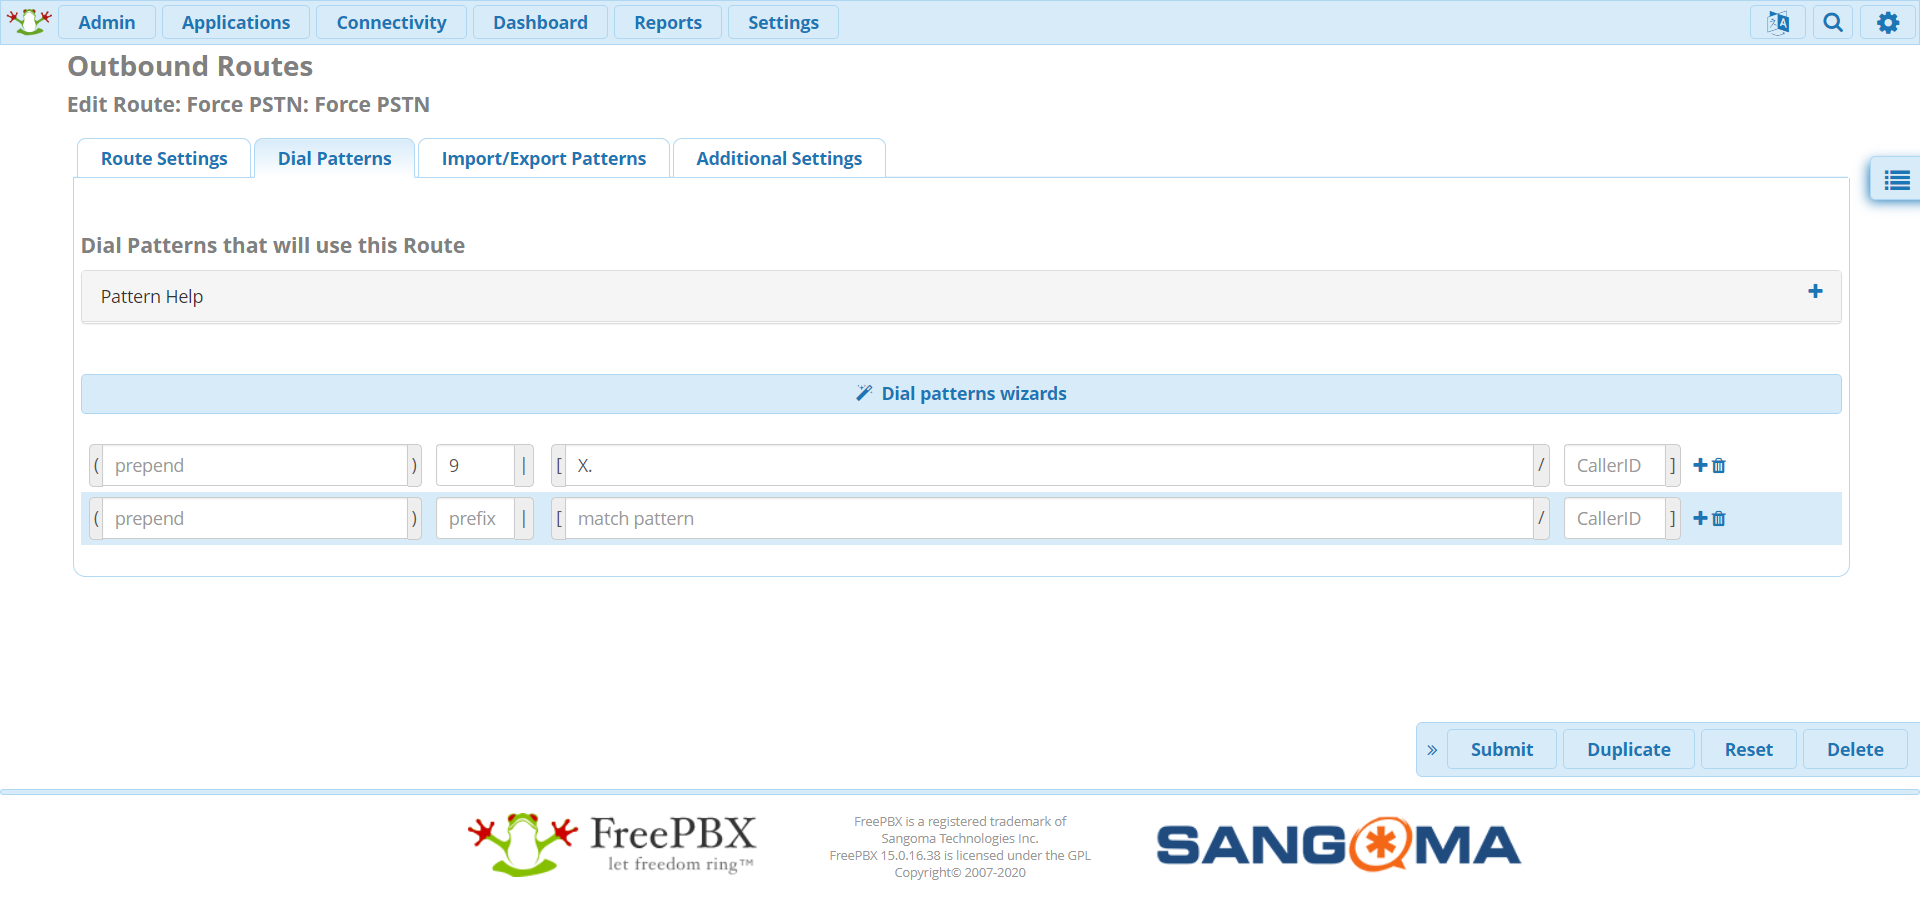 Admin Applications Connectivity Dashboard Reports Settings
Outbound Routes
Edit Route: Force PSTN: Force PSTN
Route Settings Dial Patterns Import/Export Patterns Additional Settings
Dial Patterns that will use this Route
Pattern Help
Dial patterns wizards
( prepend ) 9 | [ X. / CallerID ]
( prepend ) prefix | [ match pattern / CallerID ]
» Submit Duplicate Reset Delete
FreePBX
let freedom ring™
FreePBX is a registered trademark of
Sangoma Technologies Inc.
FreePBX 15.0.16.38 is licensed under the GPL
Copyright© 2007-2020
SANGOMA